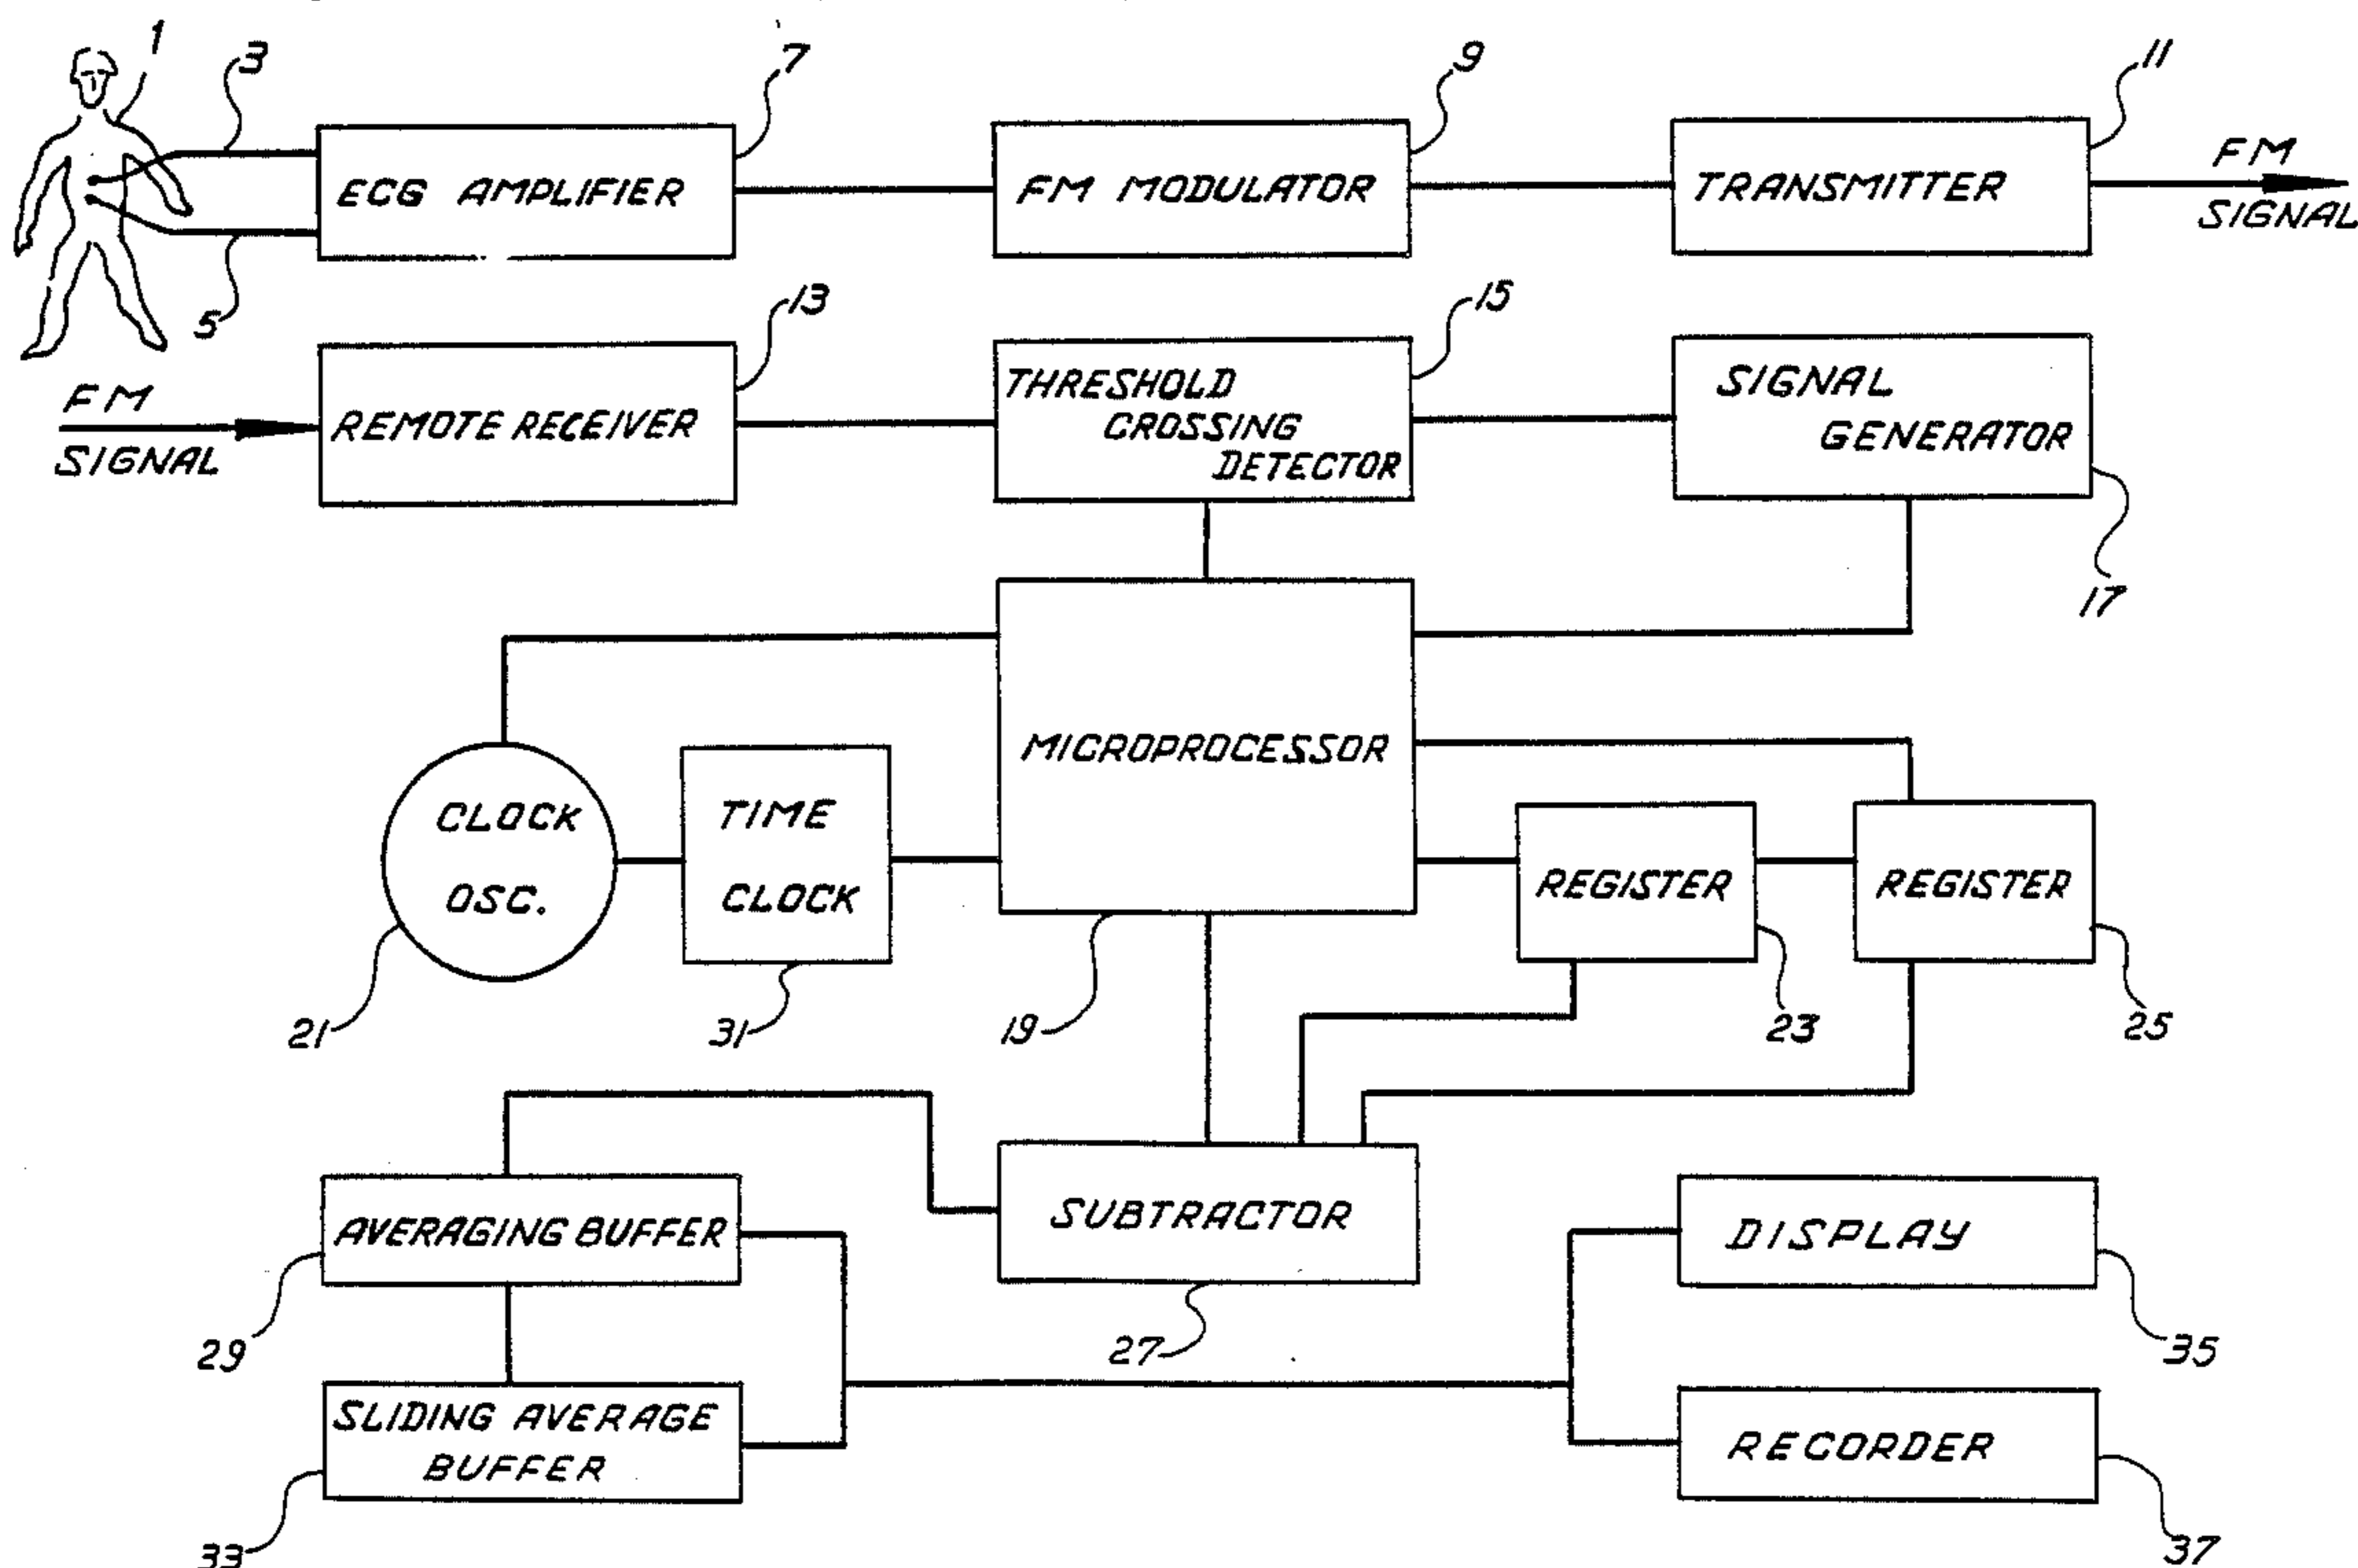 1
3
7
9
11
ECG AMPLIFIER
FM MODULATOR
TRANSMITTER
FM
SIGNAL
5
13
15
FM
SIGNAL
REMOTE RECEIVER
THRESHOLD
CROSSING
DETECTOR
SIGNAL
GENERATOR
17
MICROPROCESSOR
CLOCK
OSC.
TIME
CLOCK
REGISTER
REGISTER
21
31
19
23
25
AVERAGING BUFFER
SUBTRACTOR
DISPLAY
29
27
35
SLIDING AVERAGE
BUFFER
RECORDER
33
37